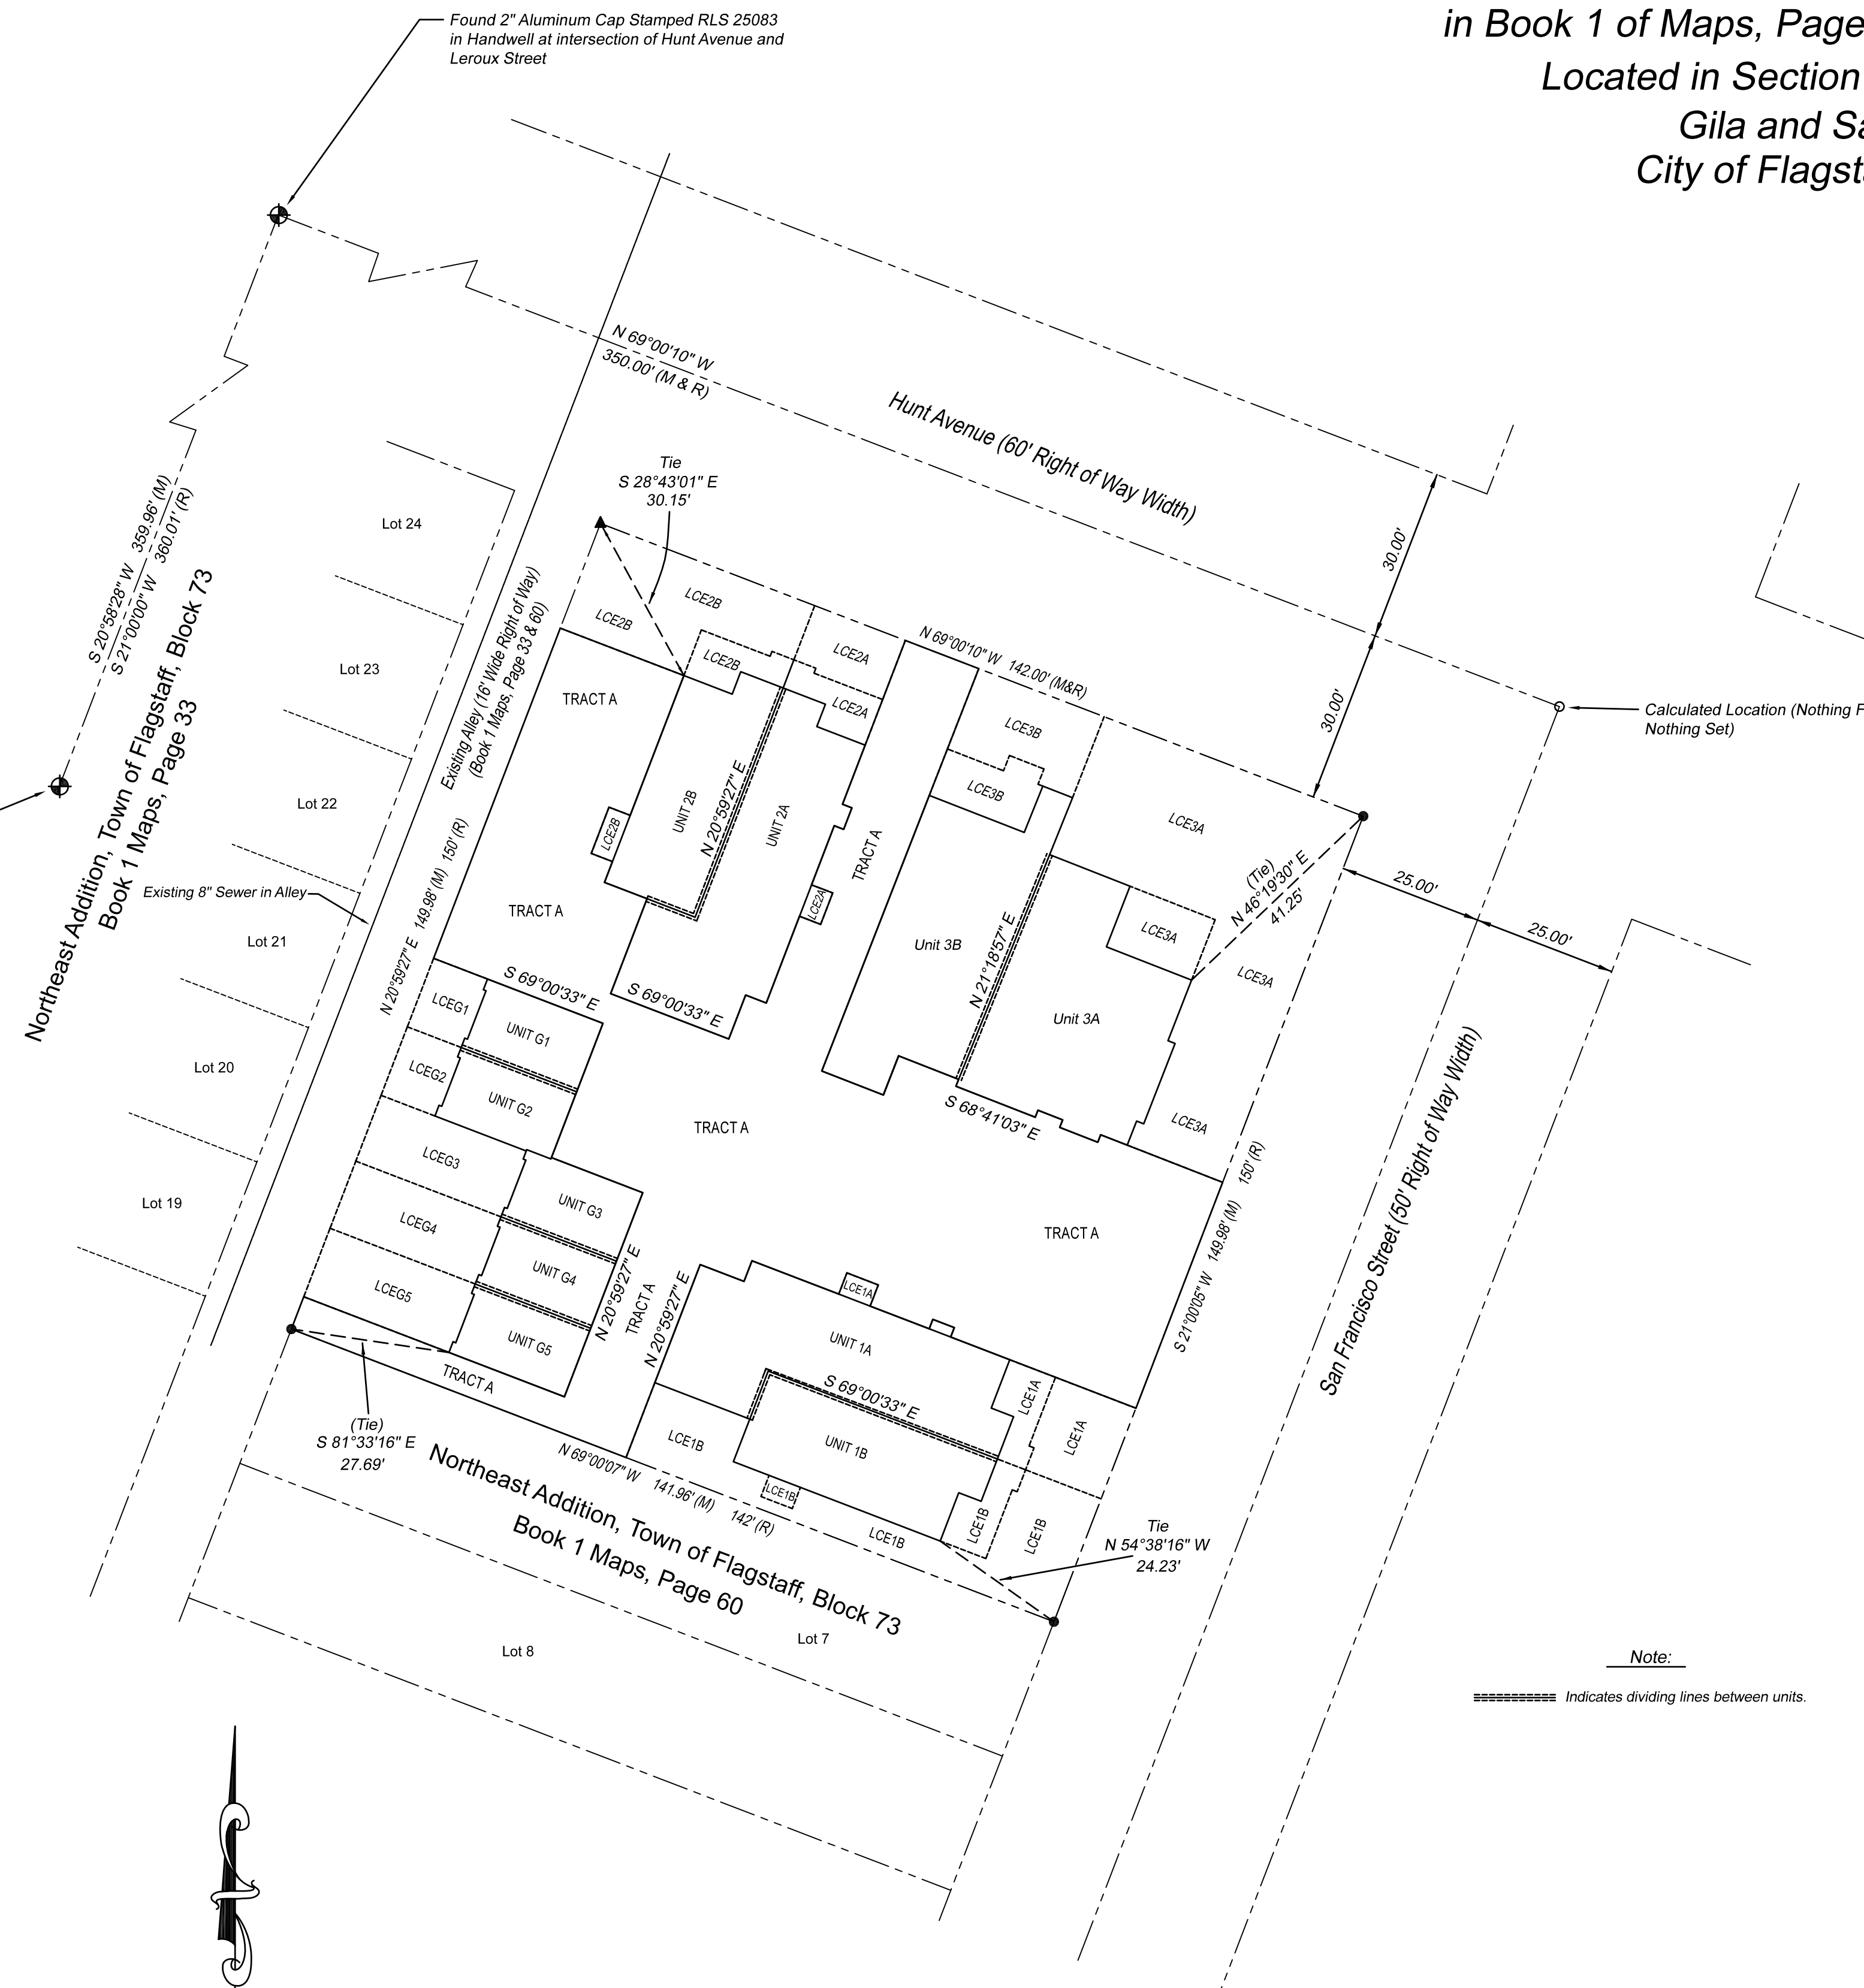 in Book 1 of Maps, Page
Located in Section
Gila and Sa
City of Flagsta
Found 2" Aluminum Cap Stamped RLS 25083
in Handwell at intersection of Hunt Avenue and
Leroux Street
N 69°00'10" W
350.00' (M & R)
Hunt Avenue (60' Right of Way Width)
30.00'
30.00'
Calculated Location (Nothing F
Nothing Set)
25.00'
25.00'
San Francisco Street (50' Right of Way Width)
S 20°58'28" W 359.96' (M)
S 21°00'00" W 360.01' (R)
Northeast Addition, Town of Flagstaff, Block 73
Book 1 Maps, Page 33
Lot 24
Lot 23
Lot 22
Lot 21
Lot 20
Lot 19
Existing 8" Sewer in Alley
Existing Alley (16' Wide Right of Way)
(Book 1 Maps, Page 33 & 60)
N 20°59'27" E 149.98' (M) 150' (R)
Tie
S 28°43'01" E
30.15'
LCE2B
LCE2B
LCE2B
LCE2A
LCE2A
N 69°00'10" W 142.00' (M&R)
TRACT A
UNIT 2B
N 20°59'27" E
UNIT 2A
LCE2B
LCE2A
TRACT A
TRACT A
S 69°00'33" E
S 69°00'33" E
LCE3B
LCE3B
LCE3A
(Tie)
N 46°19'30" E
41.25'
LCE3A
LCE3A
Unit 3B
N 21°18'57" E
Unit 3A
LCE3A
S 68°41'03" E
LCEG1
UNIT G1
LCEG2
UNIT G2
LCEG3
UNIT G3
LCEG4
UNIT G4
LCEG5
UNIT G5
TRACT A
TRACT A
N 20°59'27" E
TRACT A
N 20°59'27" E
S 21°00'05" W 149.98' (M) 150' (R)
LCE1A
UNIT 1A
S 69°00'33" E
UNIT 1B
LCE1A
LCE1A
LCE1B
LCE1B
LCE1B
LCE1B
LCE1B
TRACT A
(Tie)
S 81°33'16" E
27.69'
N 69°00'07" W 141.96' (M) 142' (R)
Tie
N 54°38'16" W
24.23'
Northeast Addition, Town of Flagstaff, Block 73
Book 1 Maps, Page 60
Lot 7
Lot 8
Note:
Indicates dividing lines between units.